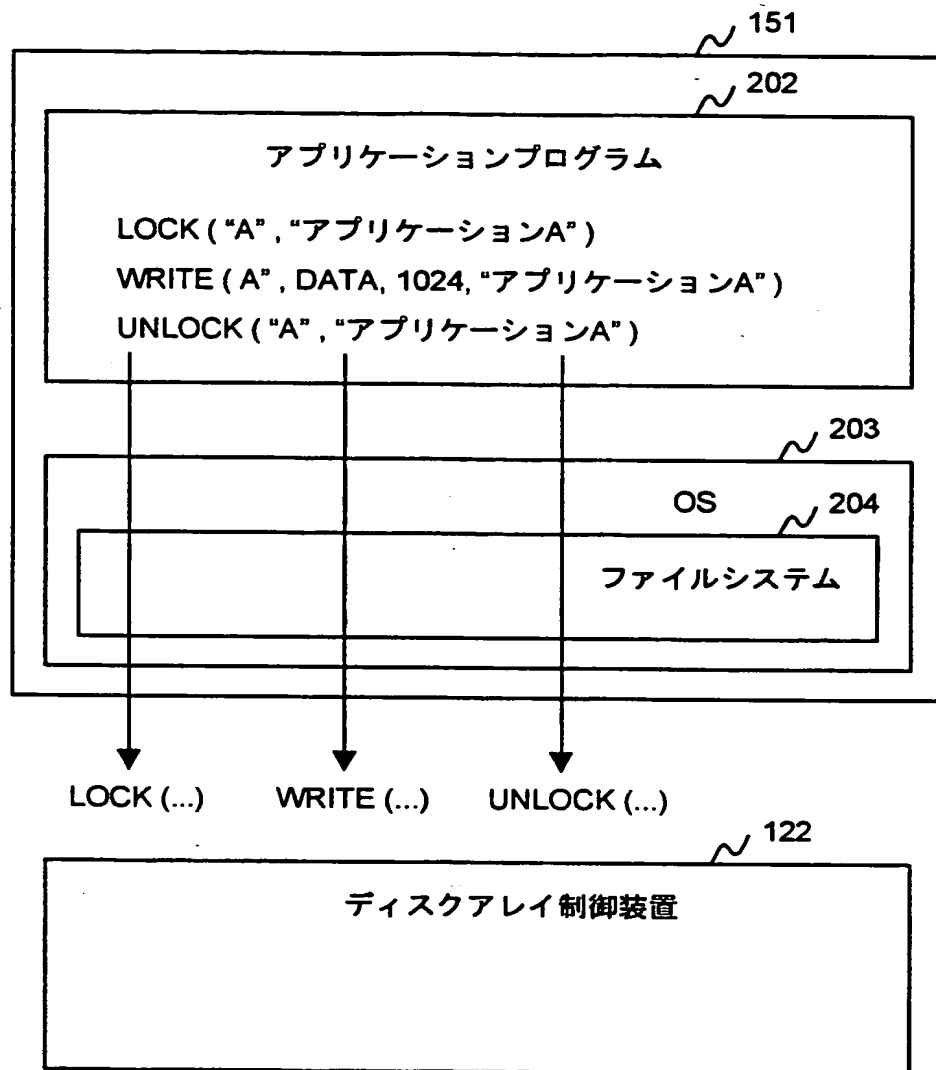 151
202
アプリケーションプログラム
LOCK ( “A” , “アプリケーションA” )
WRITE ( A” , DATA, 1024, “アプリケーションA” )
UNLOCK ( “A” , “アプリケーションA” )
203
OS
204
ファイルシステム
LOCK (...) WRITE (...) UNLOCK (...)
122
ディスクアレイ制御装置